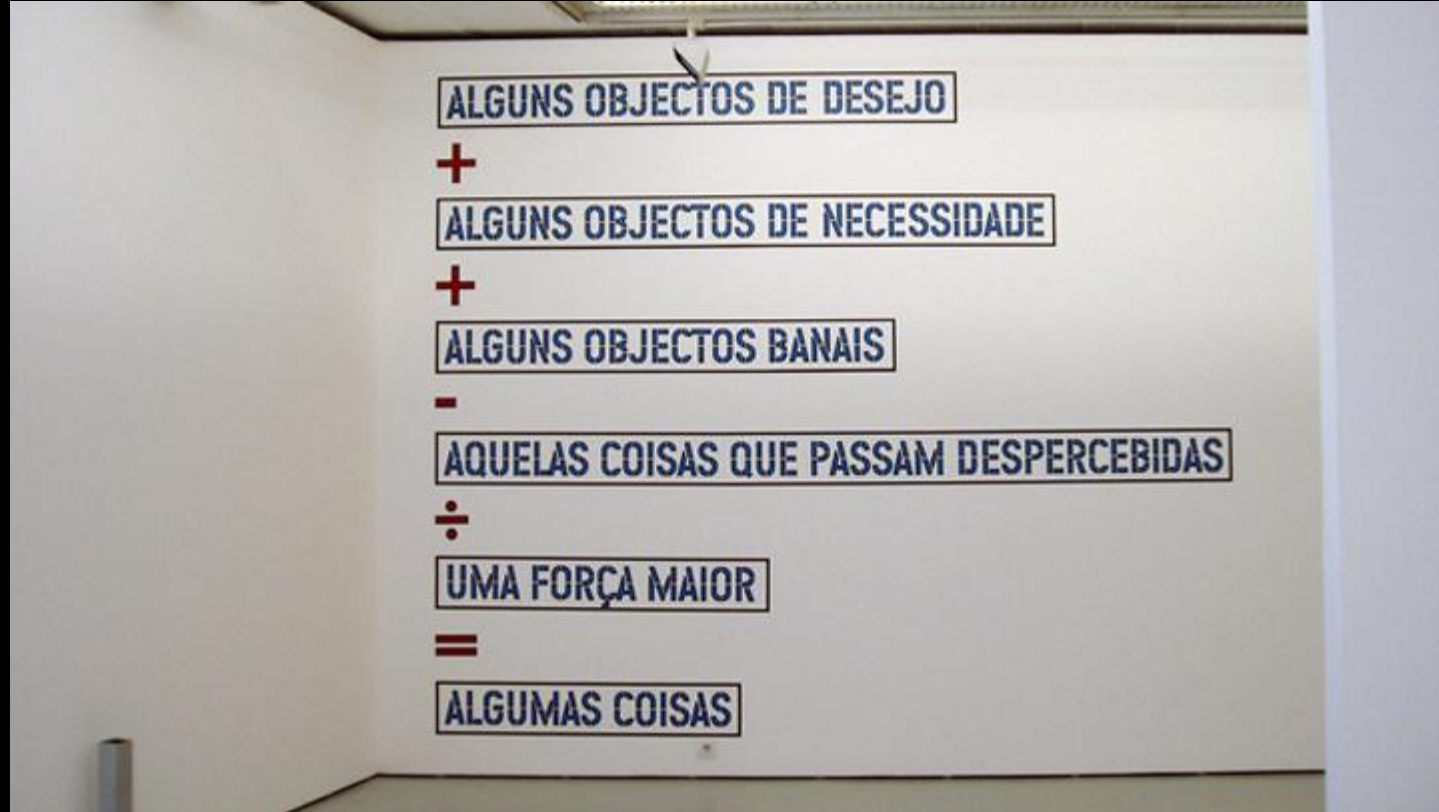 ALGUNS OBJECTOS DE DESEJO
+
ALGUNS OBJECTOS DE NECESSIDADE
+
ALGUNS OBJECTOS BANAIS
-
AQUELAS COISAS QUE PASSAM DESPERCEBIDAS
÷
UMA FORÇA MAIOR
=
ALGUMAS COISAS